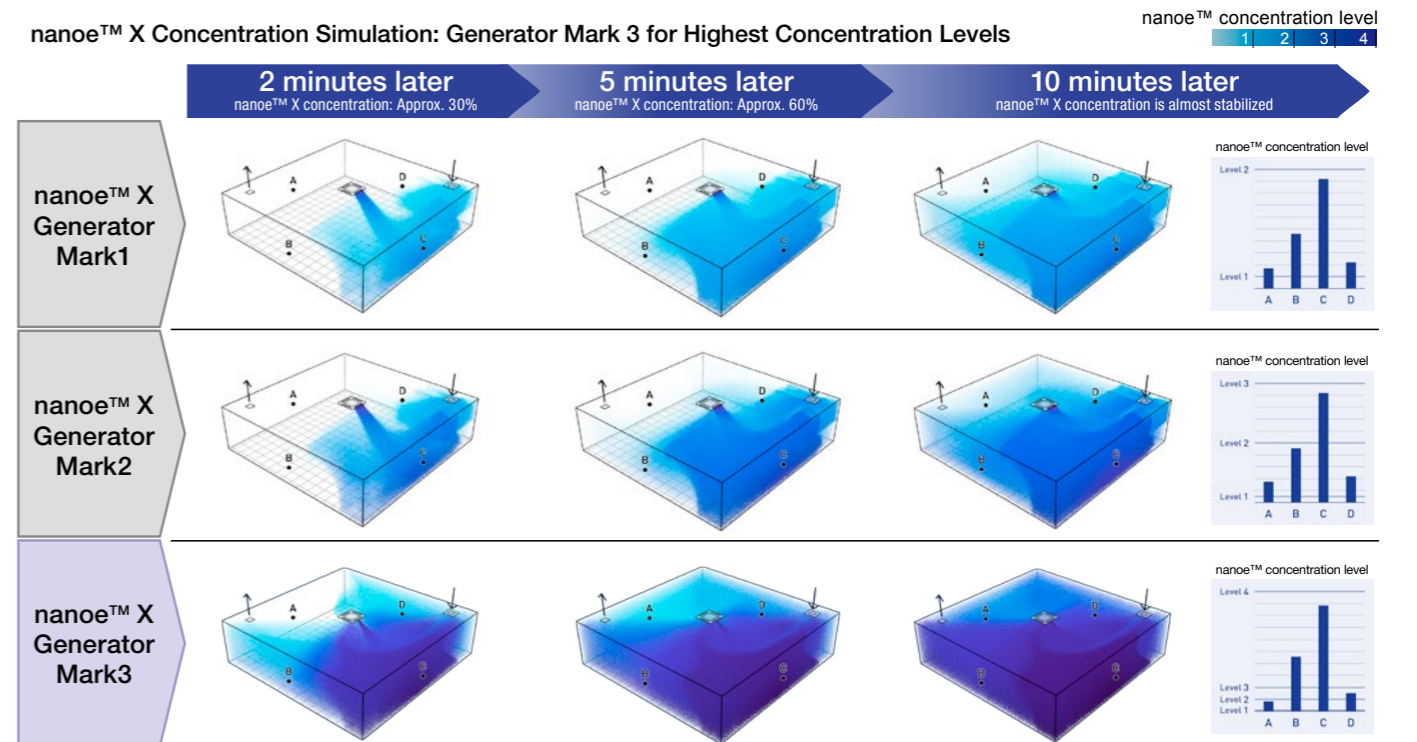 nanoe™ X Concentration Simulation: Generator Mark 3 for Highest Concentration Levels
nanoe™ concentration level
1 2 3 4
2 minutes later
nanoe™ X concentration: Approx. 30%
5 minutes later
nanoe™ X concentration: Approx. 60%
10 minutes later
nanoe™ X concentration is almost stabilized
nanoe™ X
Generator
Mark1
A
D
B
C
A
D
B
C
A
D
B
C
nanoe™ concentration level
Level 2
Level 1
A B C D
nanoe™ X
Generator
Mark2
A
D
B
C
A
D
B
C
A
D
B
C
nanoe™ concentration level
Level 3
Level 2
Level 1
A B C D
nanoe™ X
Generator
Mark3
A
D
B
C
A
D
B
C
A
D
B
C
nanoe™ concentration level
Level 4
Level 3
Level 2
Level 1
A B C D